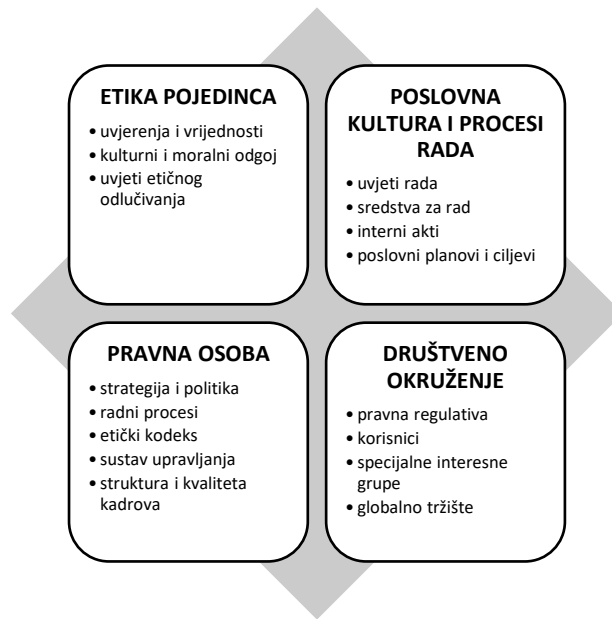 ETIKA POJEDINCA
• uvjerenja i vrijednosti
• kulturni i moralni odgoj
• uvjeti etičnog
odlučivanja
POSLOVNA
KULTURA I PROCESI
RADA
• uvjeti rada
• sredstva za rad
• interni akti
• poslovni planovi i ciljevi
PRAVNA OSOBA
• strategija i politika
• radni procesi
• etički kodeks
• sustav upravljanja
• struktura i kvaliteta
kadrova
DRUŠTVENO
OKRUŽENJE
• pravna regulativa
• korisnici
• specijalne interesne
grupe
• globalno tržište